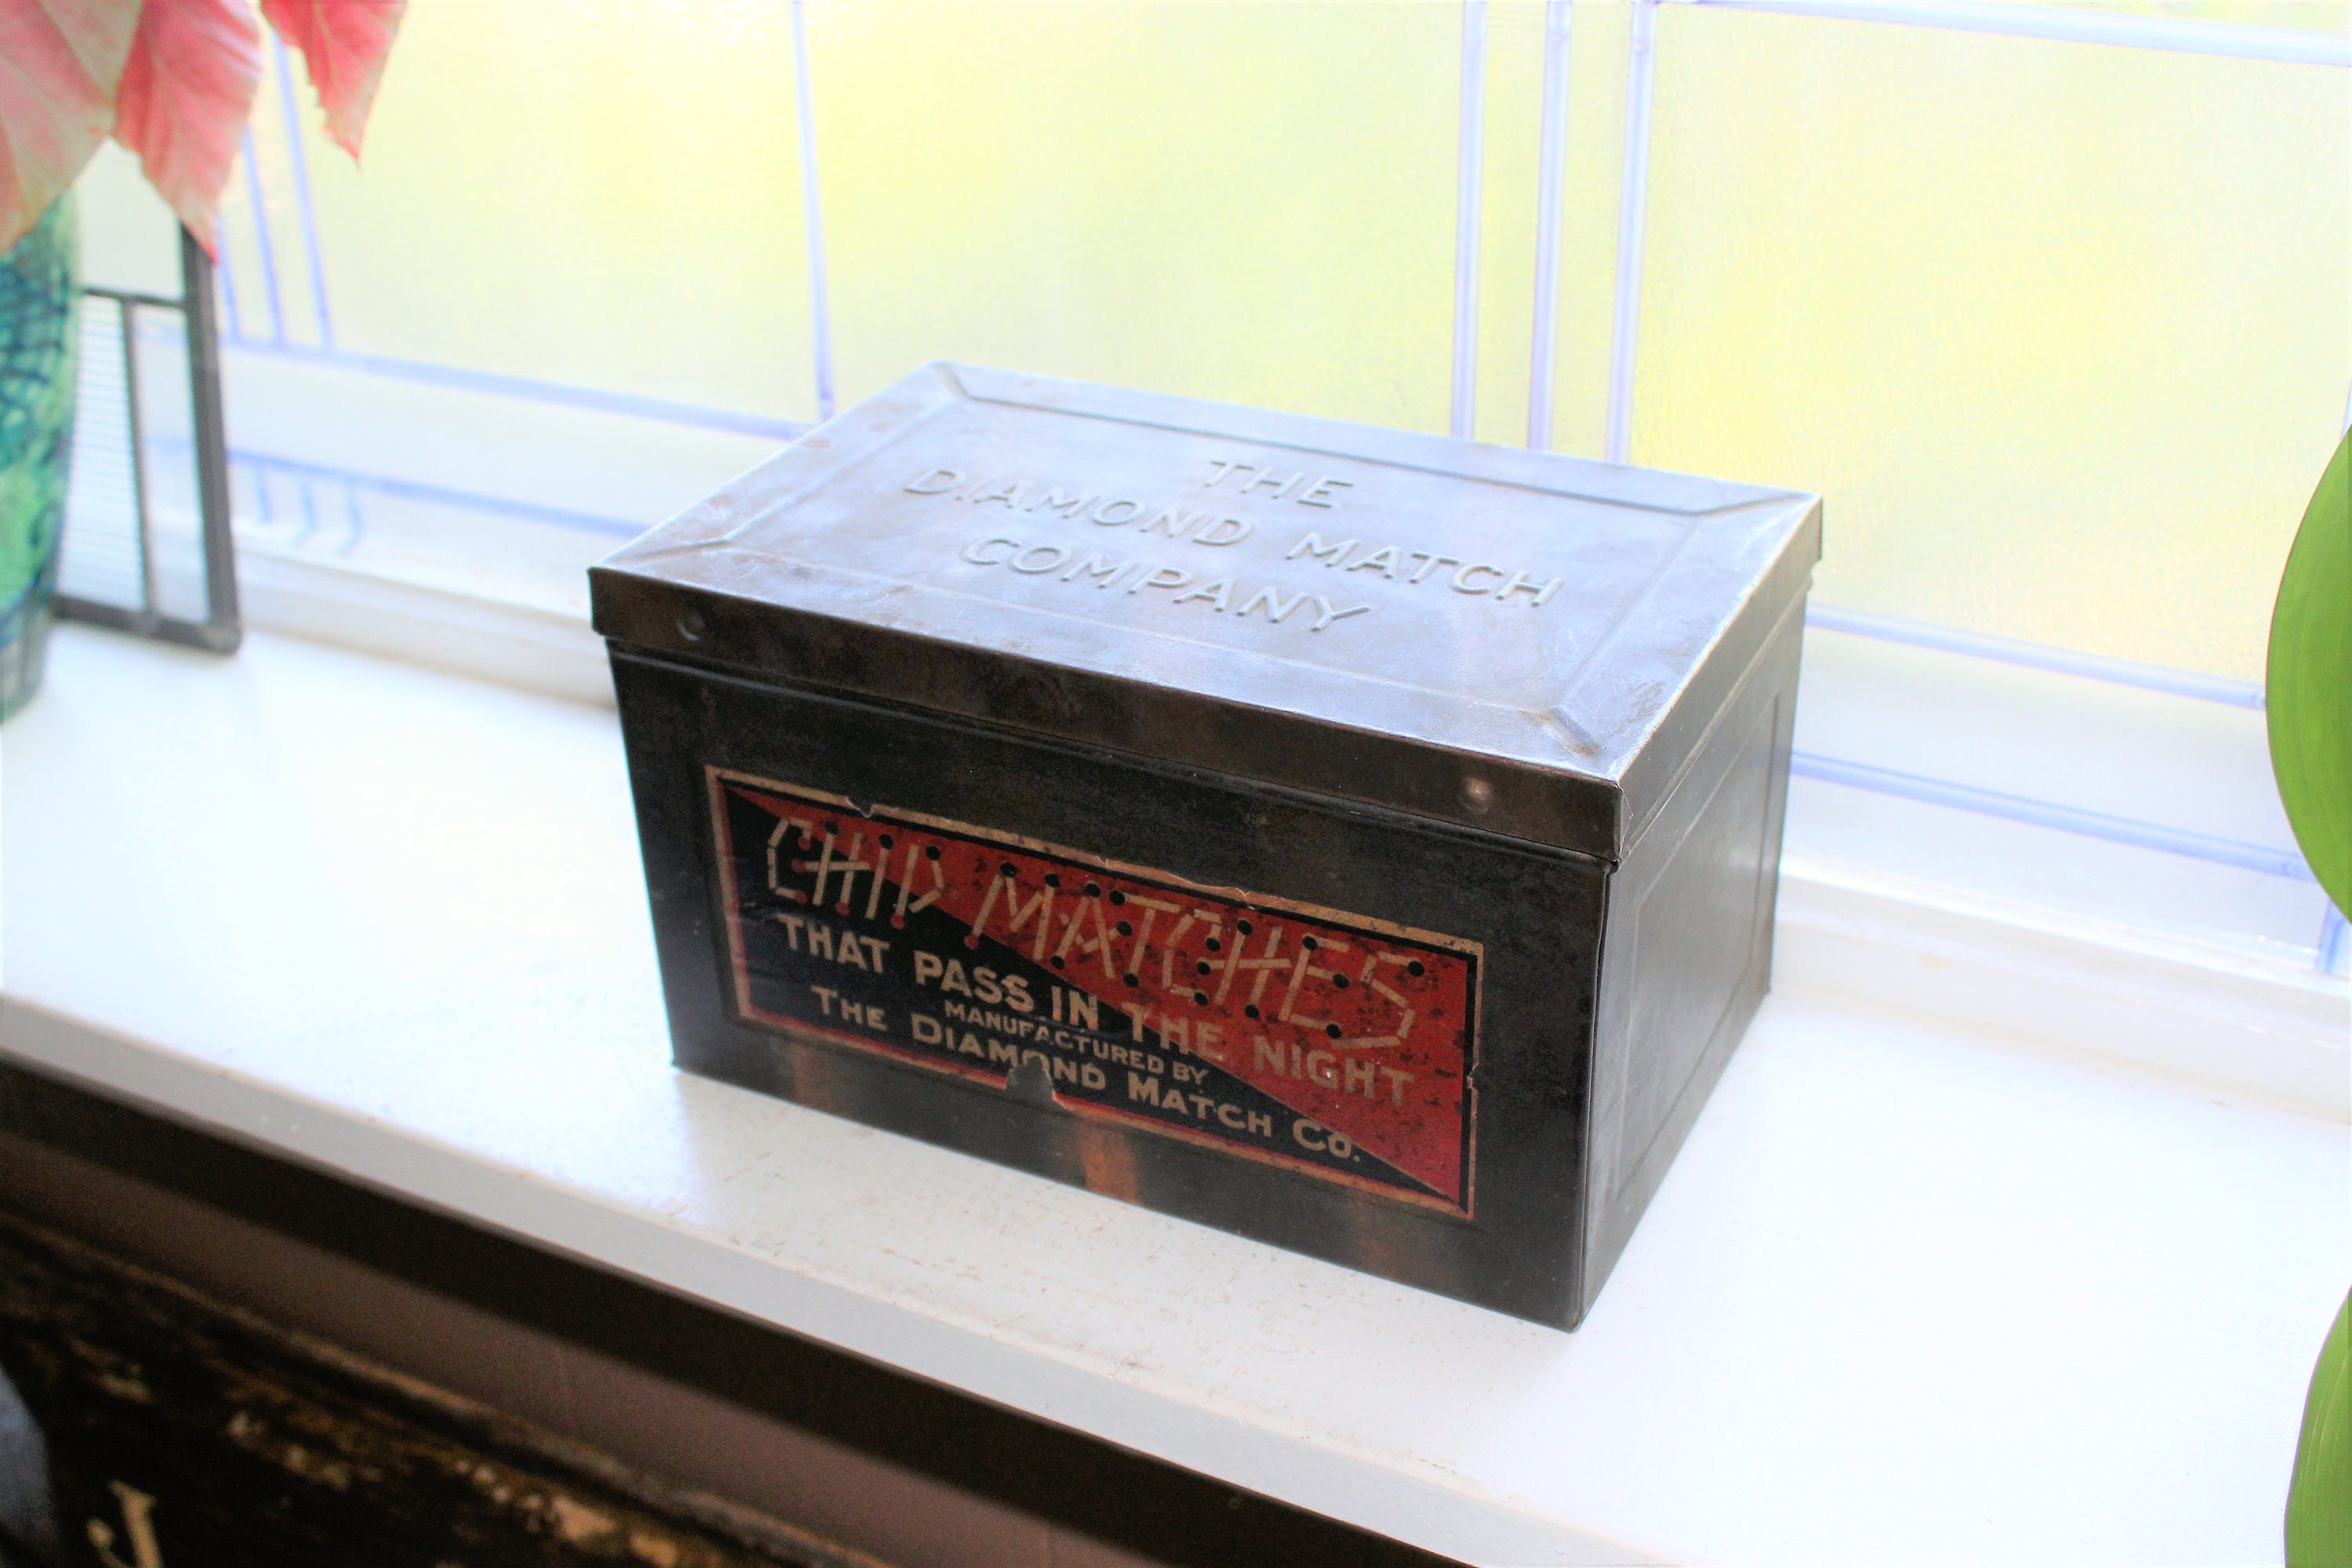 THE
DIAMOND MATCH
COMPANY
CHIP MATCHES
THAT PASS IN THE NIGHT
MANUFACTURED BY
THE DIAMOND MATCH CO.